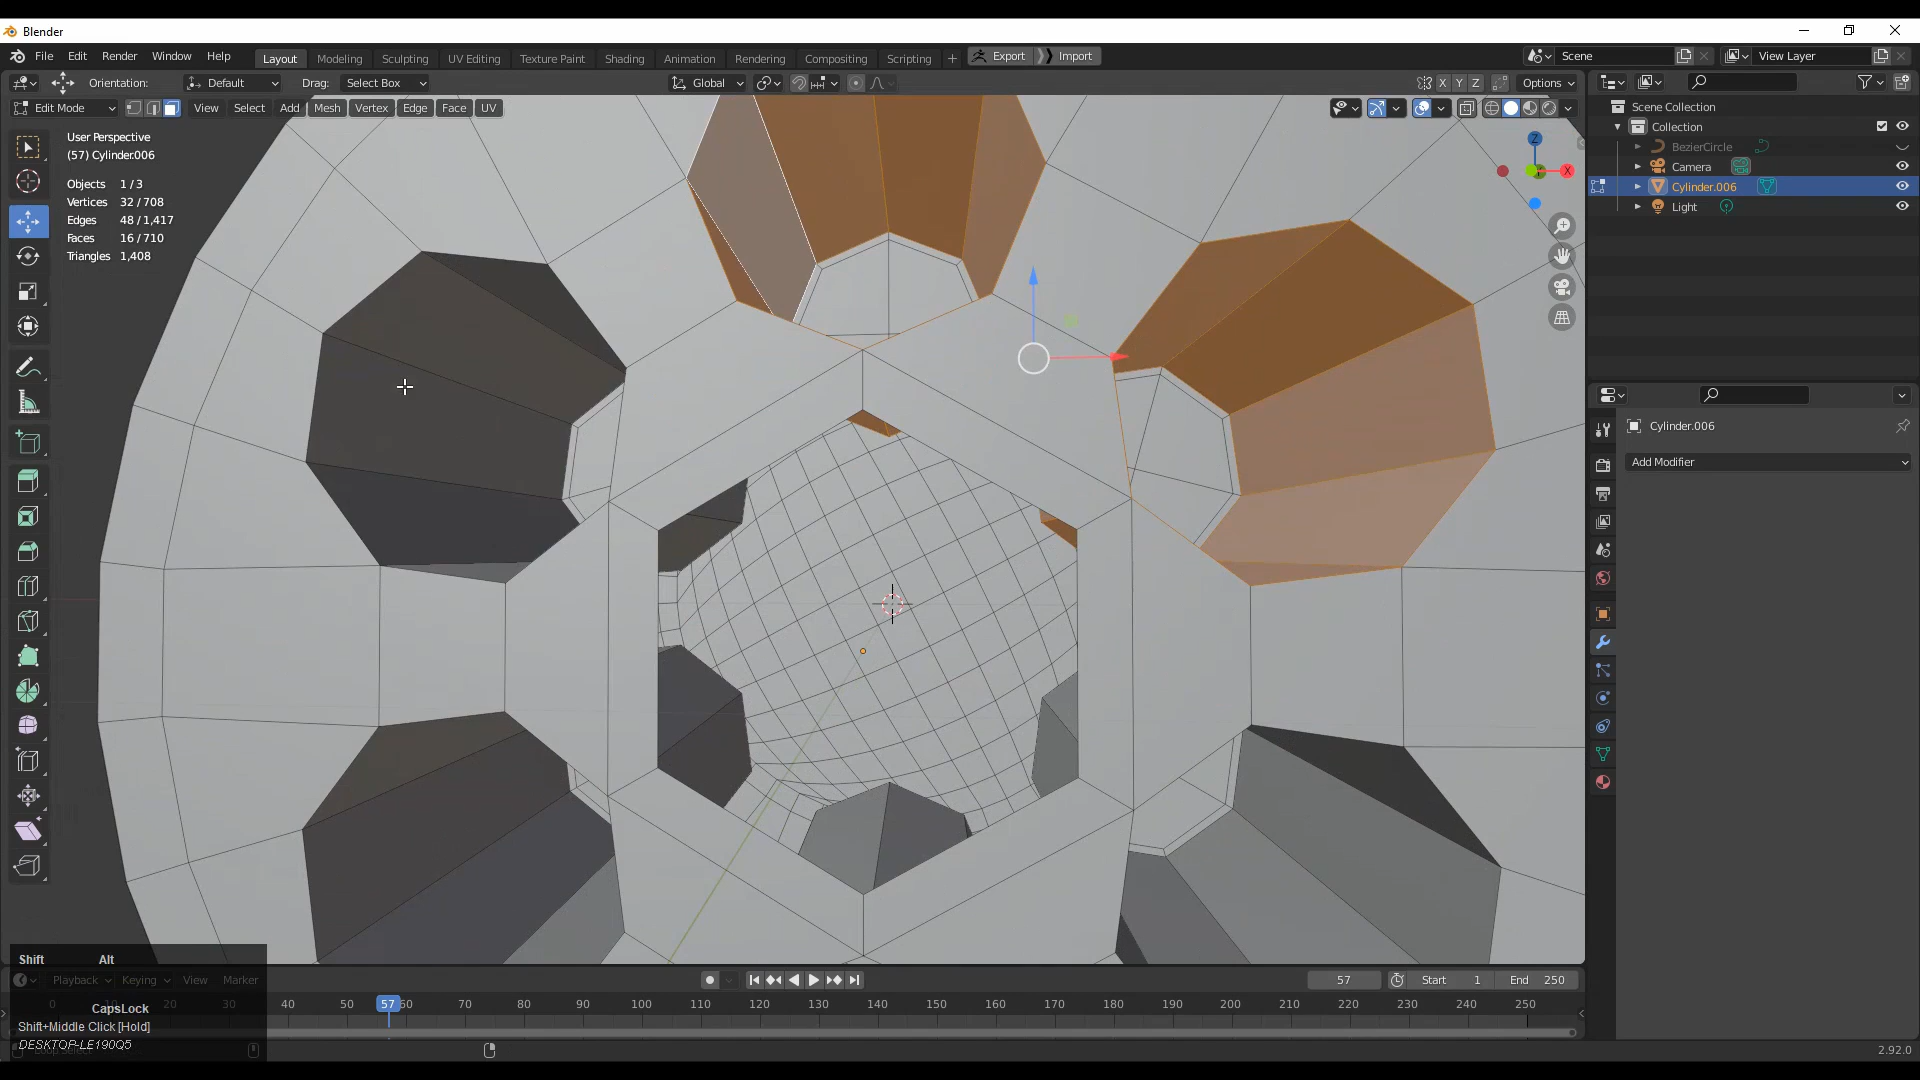 Blender
File Edit Render Window Help Layout Modeling Sculpting UV Editing Texture Paint Shading Animation Rendering Compositing Scripting + Export Import Scene View Layer
Orientation: Default Drag: Select Box Global X Y Z Options
Edit Mode View Select Add Mesh Vertex Edge Face UV
User Perspective
(57) Cylinder.006
Objects 1 / 3
Vertices 32 / 708
Edges 48 / 1,417
Faces 16 / 710
Triangles 1,408
Z
X
Scene Collection
Collection
BezierCircle
Camera
Cylinder.006
Light
Cylinder.006
Add Modifier
Shift Alt
Playback Keying View Marker 57 Start 1 End 250
0 20 30 40 50 57 60 70 80 90 100 110 120 130 140 150 160 170 180 190 200 210 220 230 240 250
CapsLock
Shift+Middle Click [Hold]
DESKTOP-LE190Q5
2.92.0